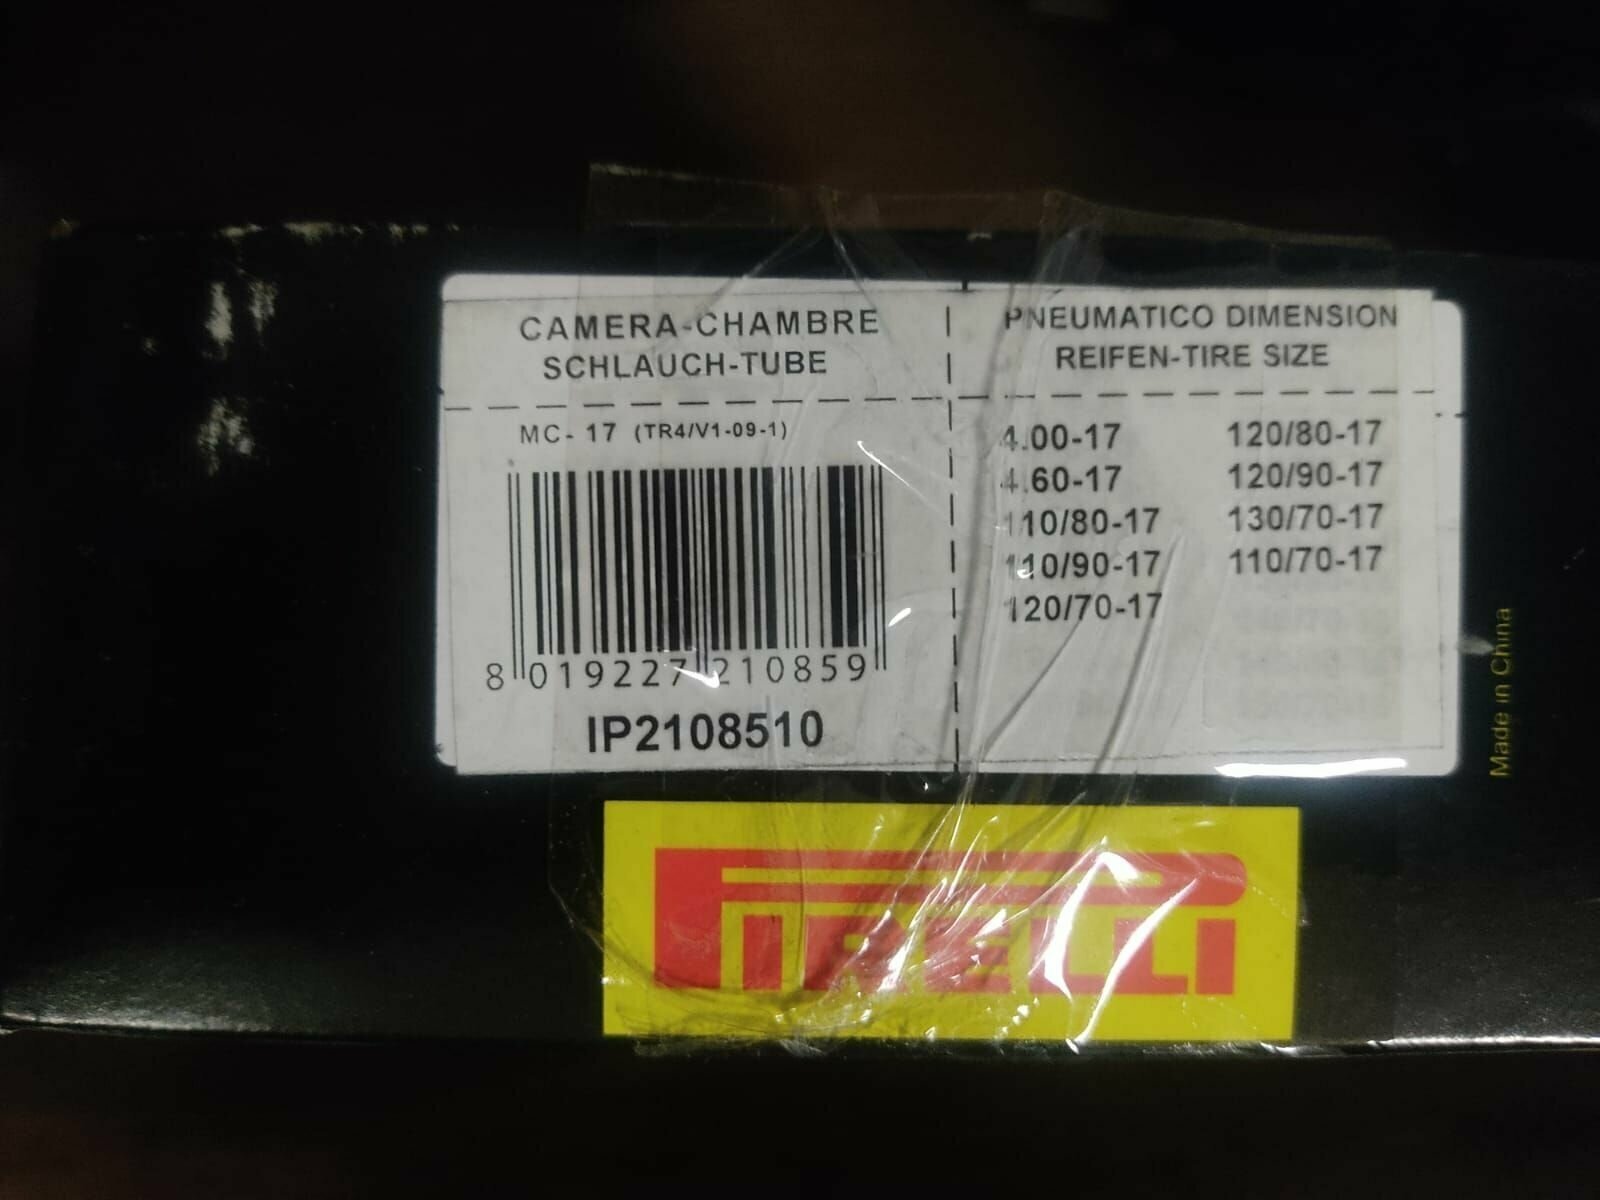 CAMERA-CHAMBRE
SCHLAUCH-TUBE
MC- 17 (TR4/V1-09-1)
8 019227 210859
IP2108510
PNEUMATICO DIMENSION
REIFEN-TIRE SIZE
4.00-17 120/80-17
4.60-17 120/90-17
110/80-17 130/70-17
110/90-17 110/70-17
120/70-17
Made in China
PIRELLI